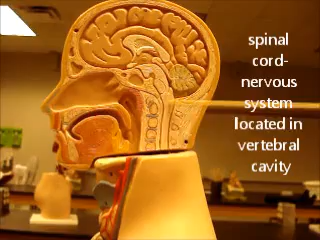 spinal
cord-
nervous
system
located in
vertebral
cavity